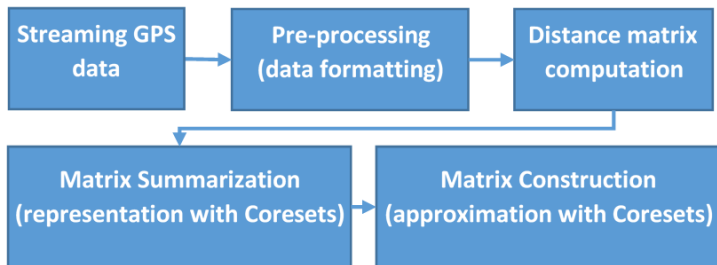 Streaming GPS
data
Pre-processing
(data formatting)
Distance matrix
computation
Matrix Summarization
(representation with Coresets)
Matrix Construction
(approximation with Coresets)